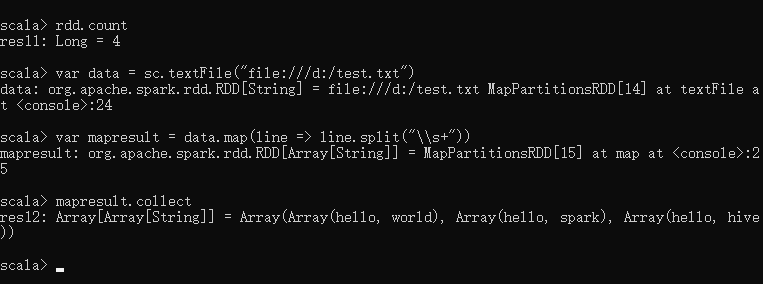 scala> rdd.count
res11: Long = 4
scala> var data = sc.textFile("file:///d:/test.txt")
data: org.apache.spark.rdd.RDD[String] = file:///d:/test.txt MapPartitionsRDD[14] at textFile a
t <console>:24
scala> var mapresult = data.map(line => line.split("\\s+"))
mapresult: org.apache.spark.rdd.RDD[Array[String]] = MapPartitionsRDD[15] at map at <console>:2
5
scala> mapresult.collect
res12: Array[Array[String]] = Array(Array(hello, world), Array(hello, spark), Array(hello, hive
))
scala>